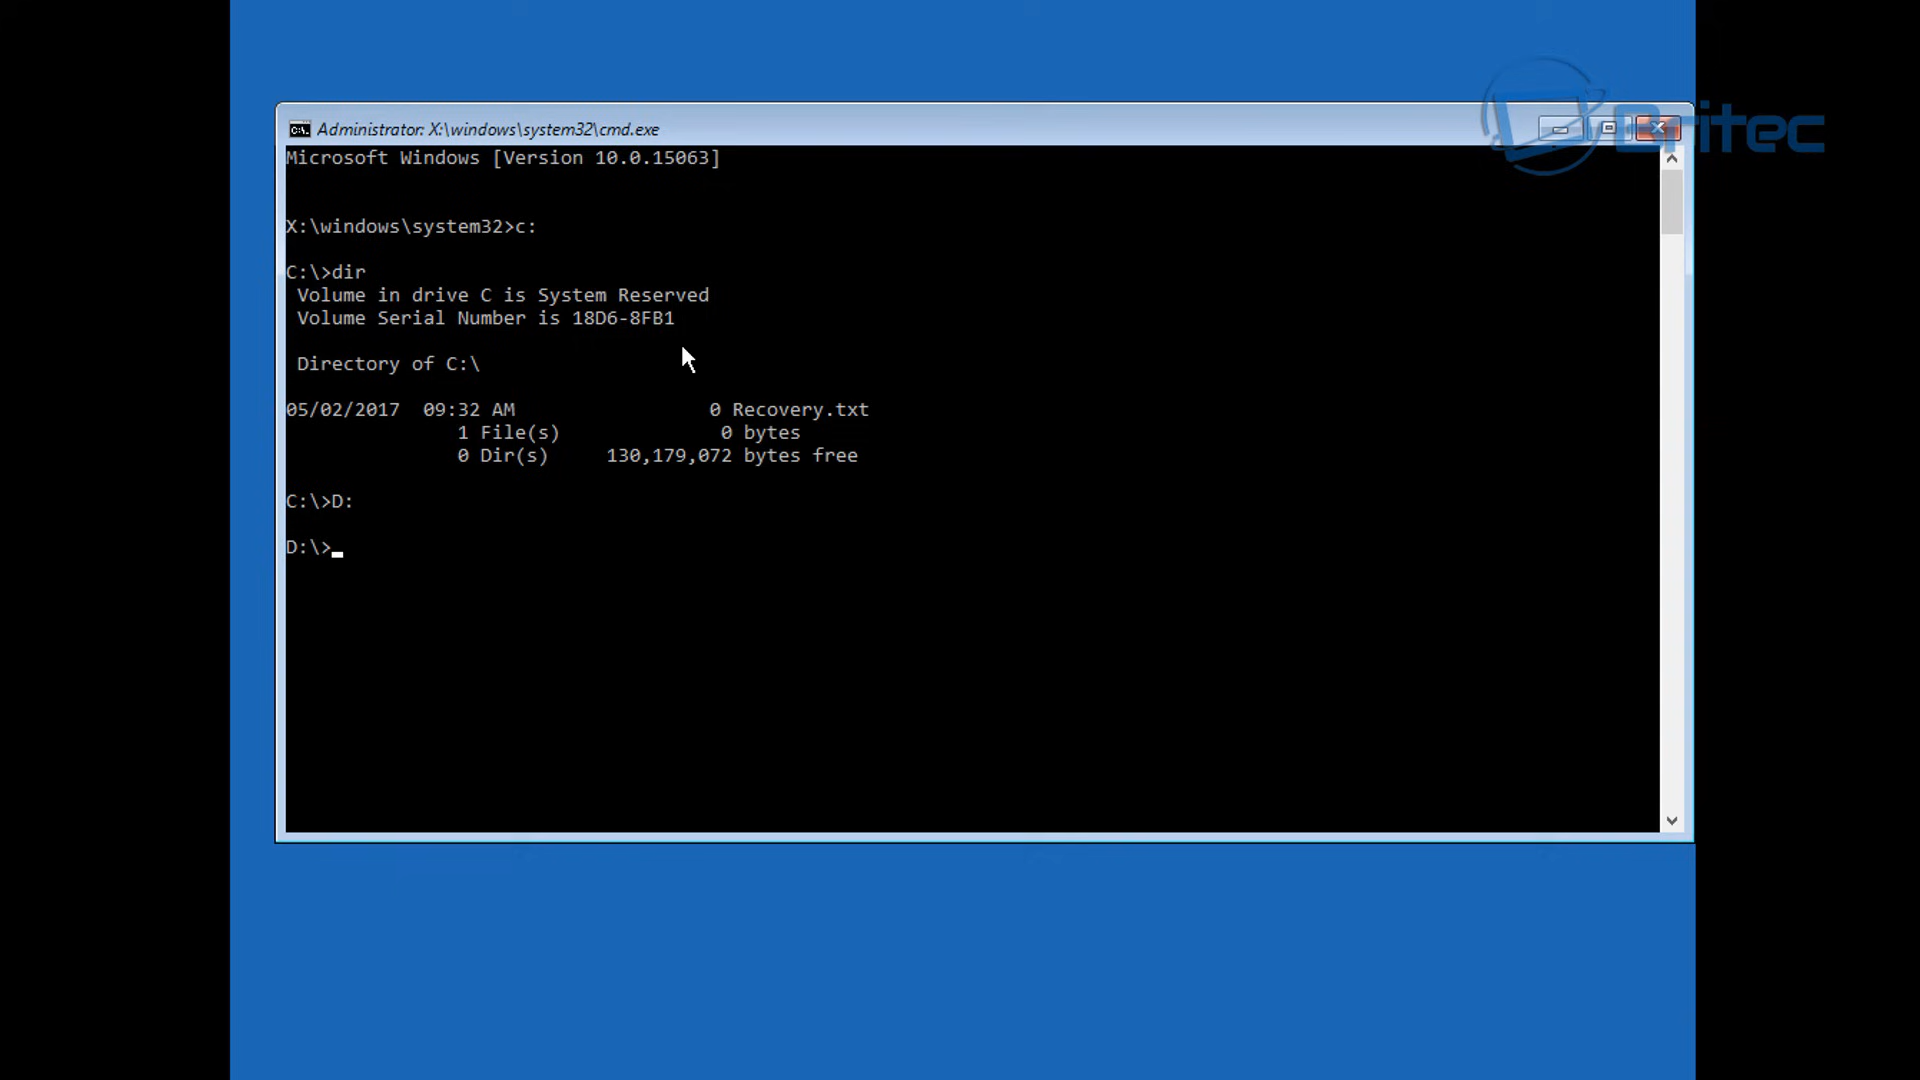 Britec
Administrator: X:\windows\system32\cmd.exe
Microsoft Windows [Version 10.0.15063]
X:\windows\system32>c:
C:\>dir
Volume in drive C is System Reserved
Volume Serial Number is 18D6-8FB1
Directory of C:\
05/02/2017  09:32 AM                 0 Recovery.txt
1 File(s)              0 bytes
0 Dir(s)     130,179,072 bytes free
C:\>D:
D:\>